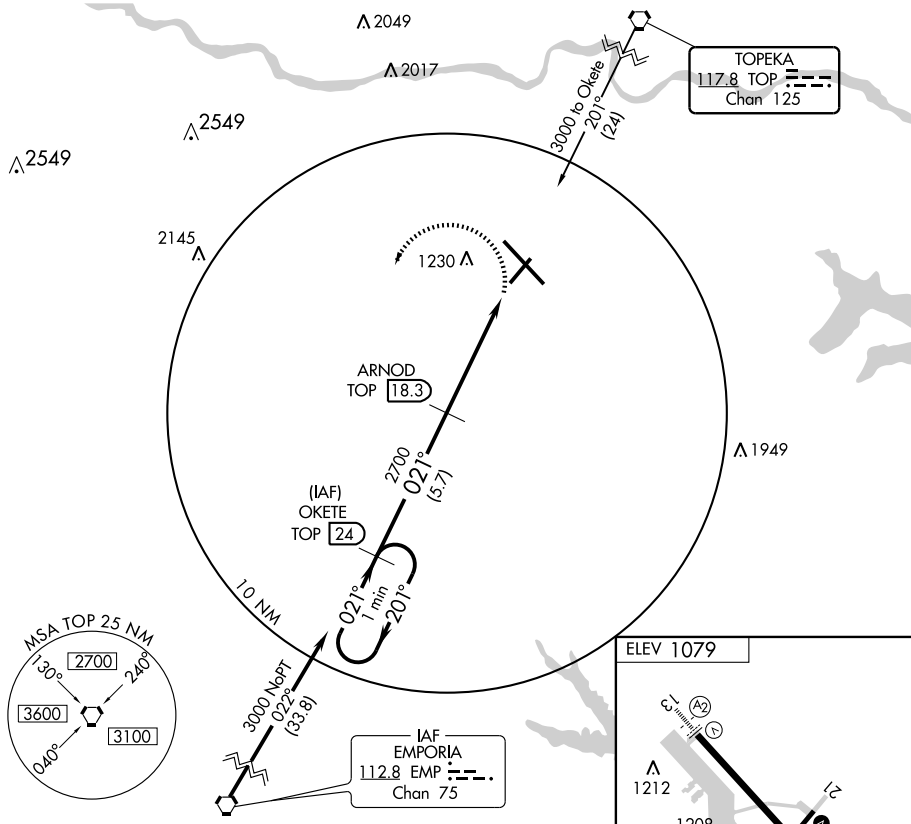 2049
2017
2549
2549
TOPEKA
117.8 TOP
Chan 125
3000 to Okete
201°
(24)
2145
1230
ARNOD
TOP 18.3
2700
021°
(5.7)
1949
(IAF)
OKETE
TOP 24
021°
1 min
201°
10 NM
MSA TOP 25 NM
130°
2700
240°
3600
3100
040°
3000 NoPT
022°
(33.8)
IAF
EMPORIA
112.8 EMP
Chan 75
ELEV 1079
13
A2
V
1212
21